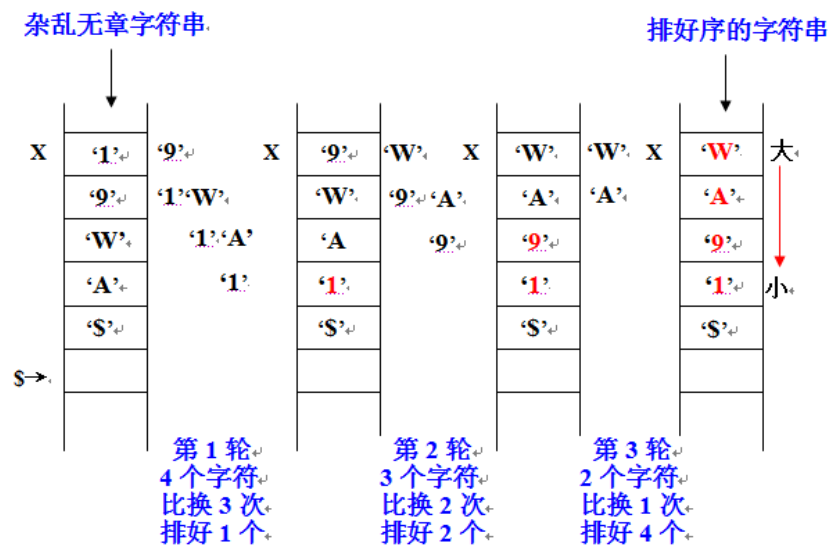 杂乱无章字符串
排好序的字符串
X ‘1’ ‘9’ X ‘9’ ‘W’ X ‘W’ ‘W’ X ‘W’ 大
‘9’ ‘1’‘W’ ‘W’ ‘9’‘A’ ‘A’ ‘A’ ‘A’
‘W’ ‘1’‘A’ ‘A ‘9’ ‘9’ ‘9’
‘A’ ‘1’ ‘1’ ‘1’ ‘1’ 小
‘$’ ‘$’ ‘$’ ‘$’
$→
第 1 轮
4 个字符
比换 3 次
排好 1 个
第 2 轮
3 个字符
比换 2 次
排好 2 个
第 3 轮
2 个字符
比换 1 次
排好 4 个